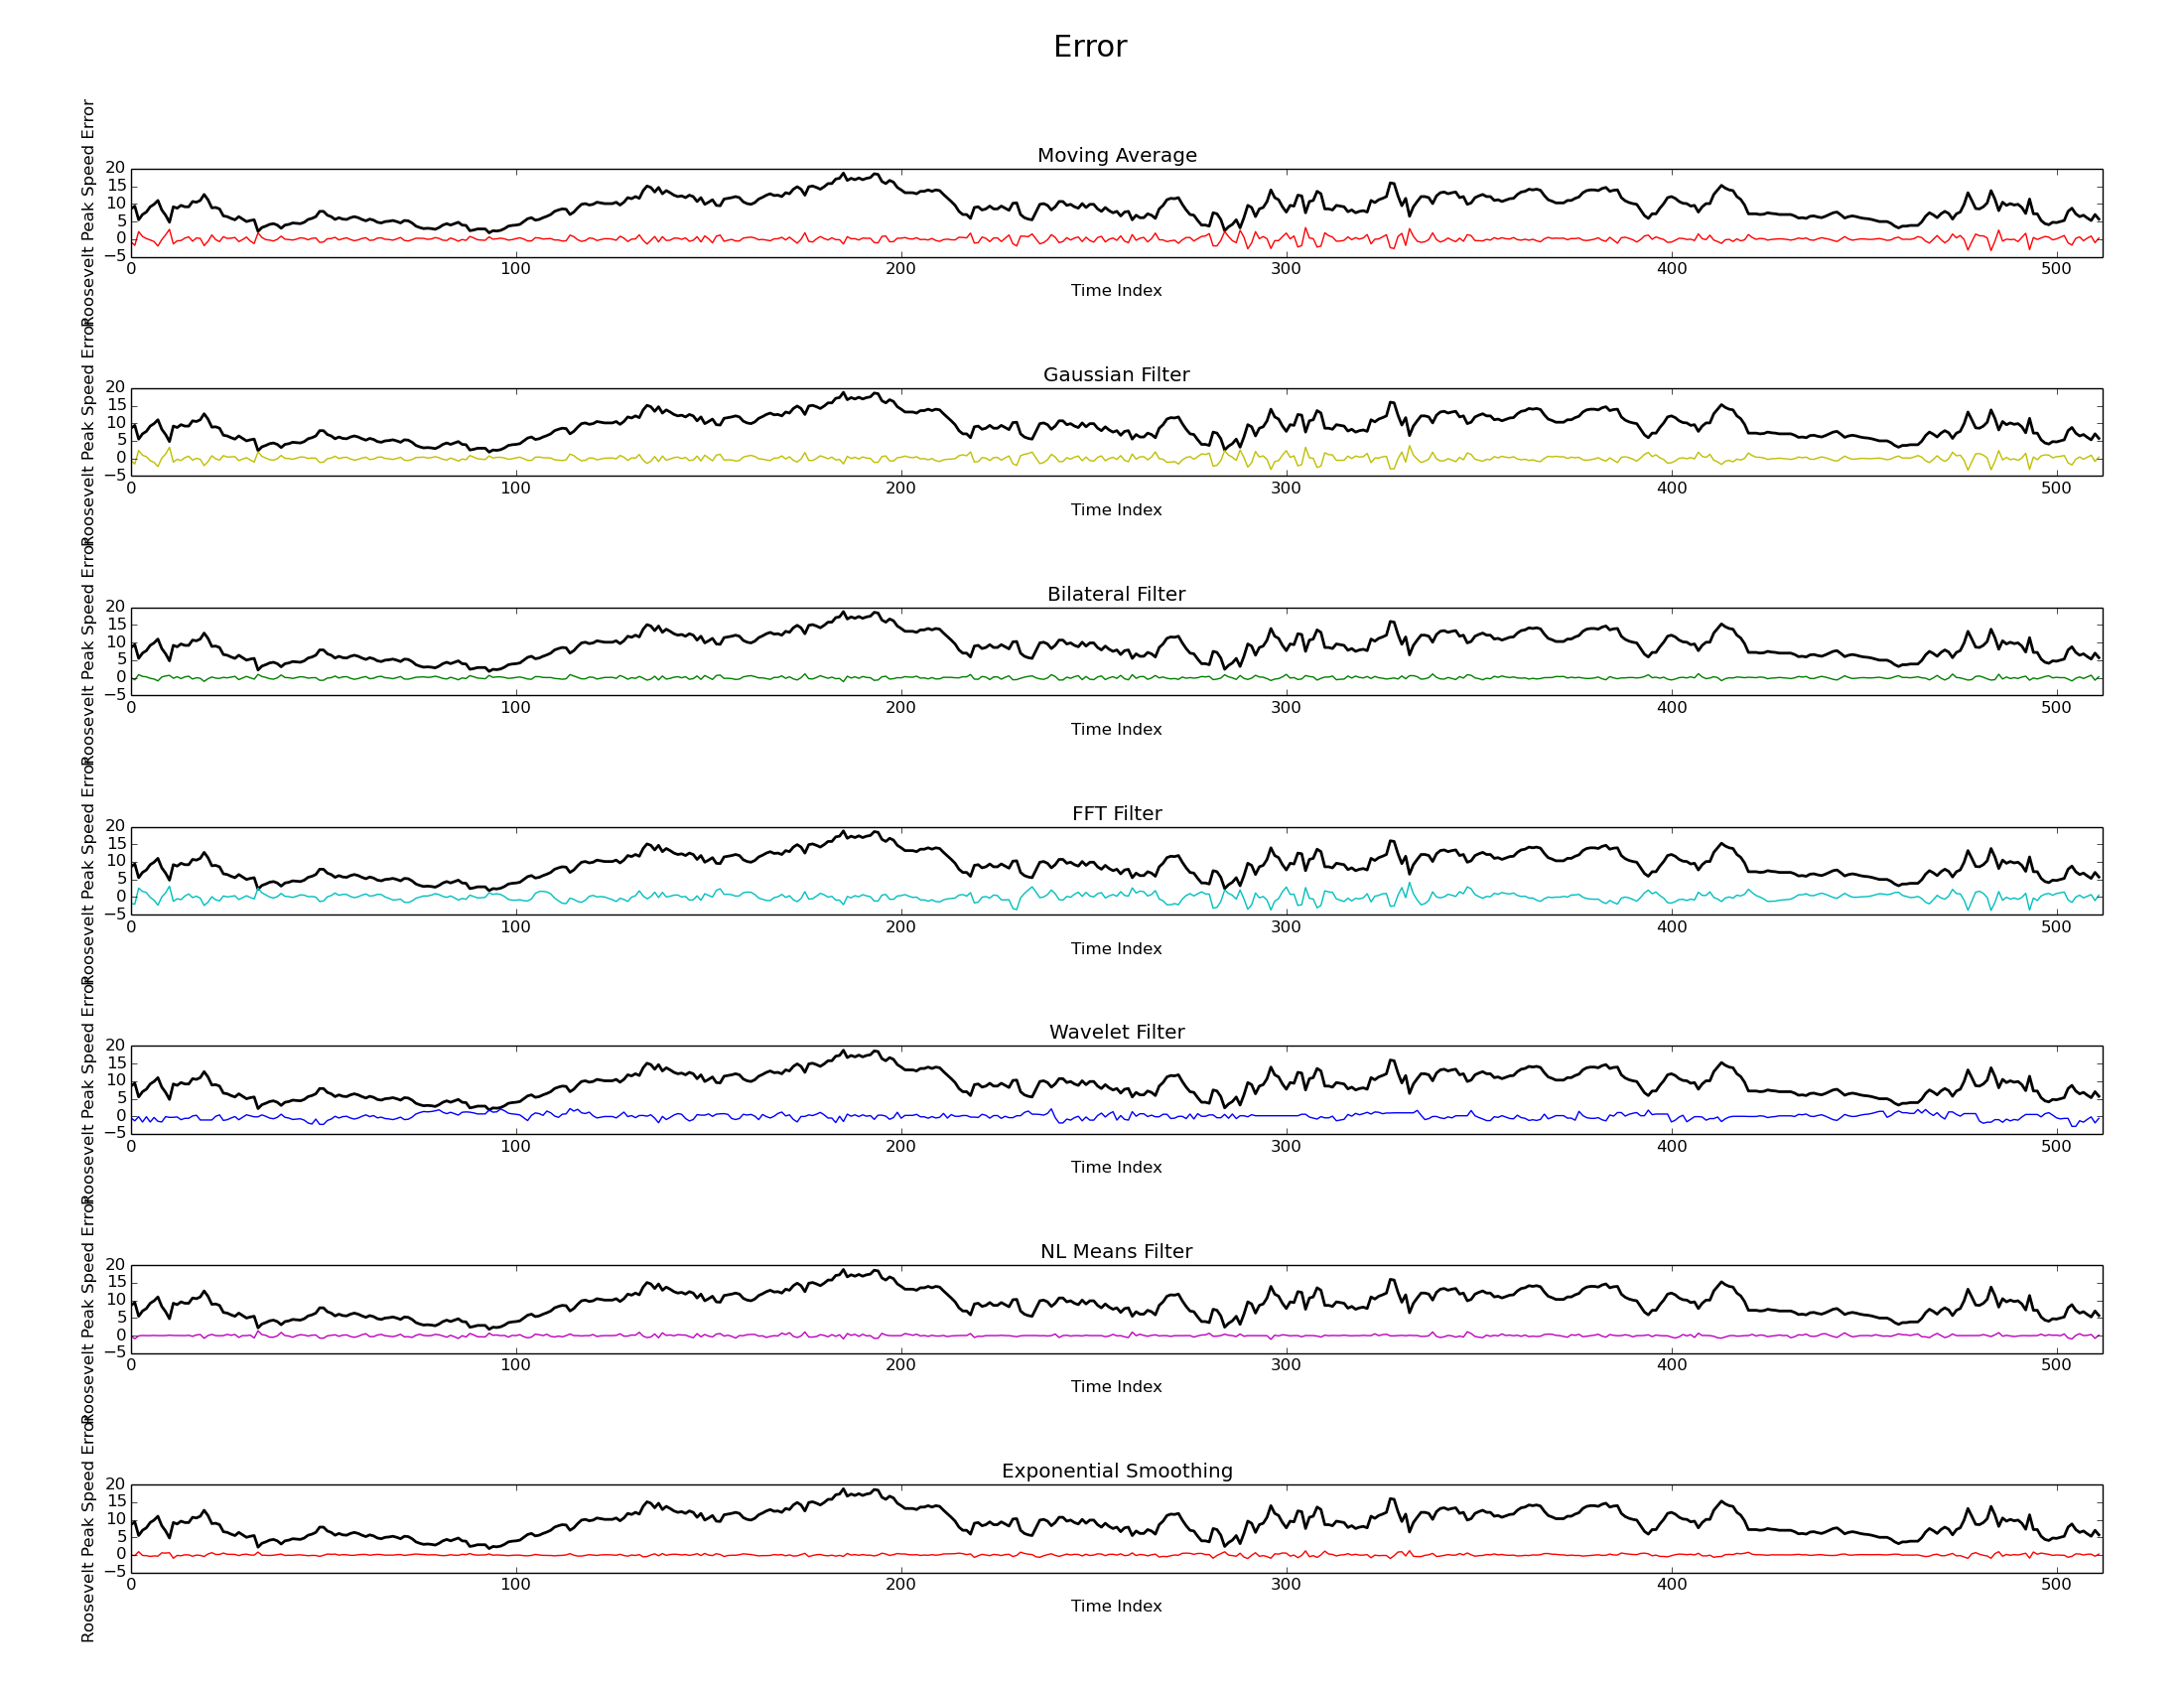 Error
Moving Average
Roosevelt Peak Speed Error
20
15
10
5
0
−5
0 100 200 300 400 500
Time Index
Gaussian Filter
Roosevelt Peak Speed Error
20
15
10
5
0
−5
0 100 200 300 400 500
Time Index
Bilateral Filter
Roosevelt Peak Speed Error
20
15
10
5
0
−5
0 100 200 300 400 500
Time Index
FFT Filter
Roosevelt Peak Speed Error
20
15
10
5
0
−5
0 100 200 300 400 500
Time Index
Wavelet Filter
Roosevelt Peak Speed Error
20
15
10
5
0
−5
0 100 200 300 400 500
Time Index
NL Means Filter
Roosevelt Peak Speed Error
20
15
10
5
0
−5
0 100 200 300 400 500
Time Index
Exponential Smoothing
Roosevelt Peak Speed Error
20
15
10
5
0
−5
0 100 200 300 400 500
Time Index